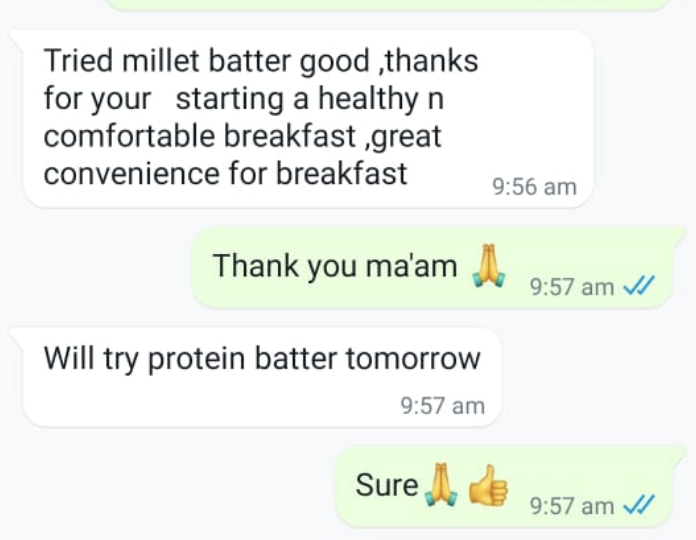 Tried millet batter good ,thanks
for your   starting a healthy n
comfortable breakfast ,great
convenience for breakfast
9:56 am
Thank you ma'am 🙏
9:57 am
Will try protein batter tomorrow
9:57 am
Sure🙏👍
9:57 am